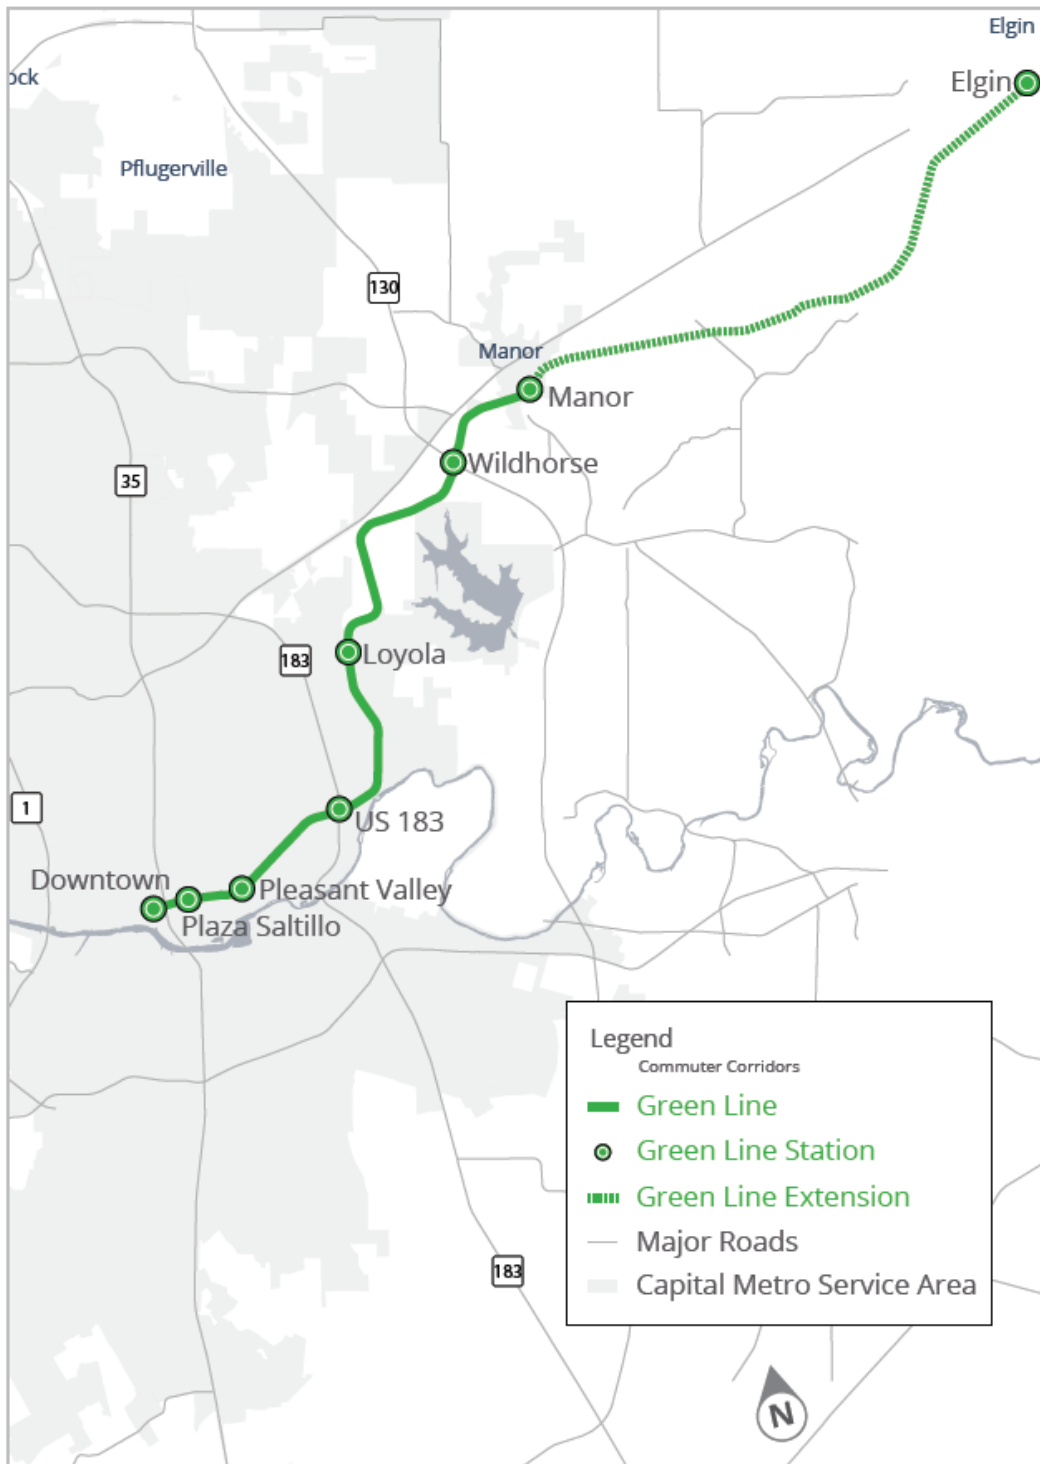 Elgin
ock
Elgin
Pflugerville
130
Manor
Manor
Wildhorse
35
Loyola
183
1
US 183
Downtown
Pleasant Valley
Plaza Saltillo
Legend
Commuter Corridors
Green Line
Green Line Station
Green Line Extension
Major Roads
Capital Metro Service Area
183
N